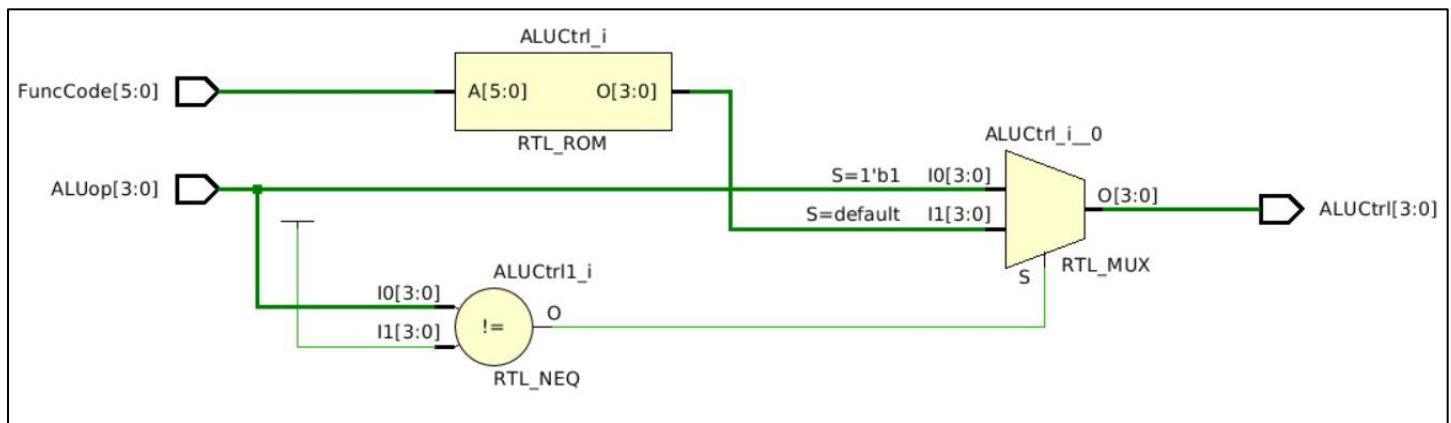 ALUCtrl_i
FuncCode[5:0]
A[5:0] O[3:0]
RTL_ROM
ALUCtrl_i__0
ALUop[3:0]
S=1'b1 I0[3:0]
S=default I1[3:0]
O[3:0]
ALUCtrl[3:0]
S
RTL_MUX
ALUCtrl1_i
I0[3:0]
O
I1[3:0]
!=
RTL_NEQ